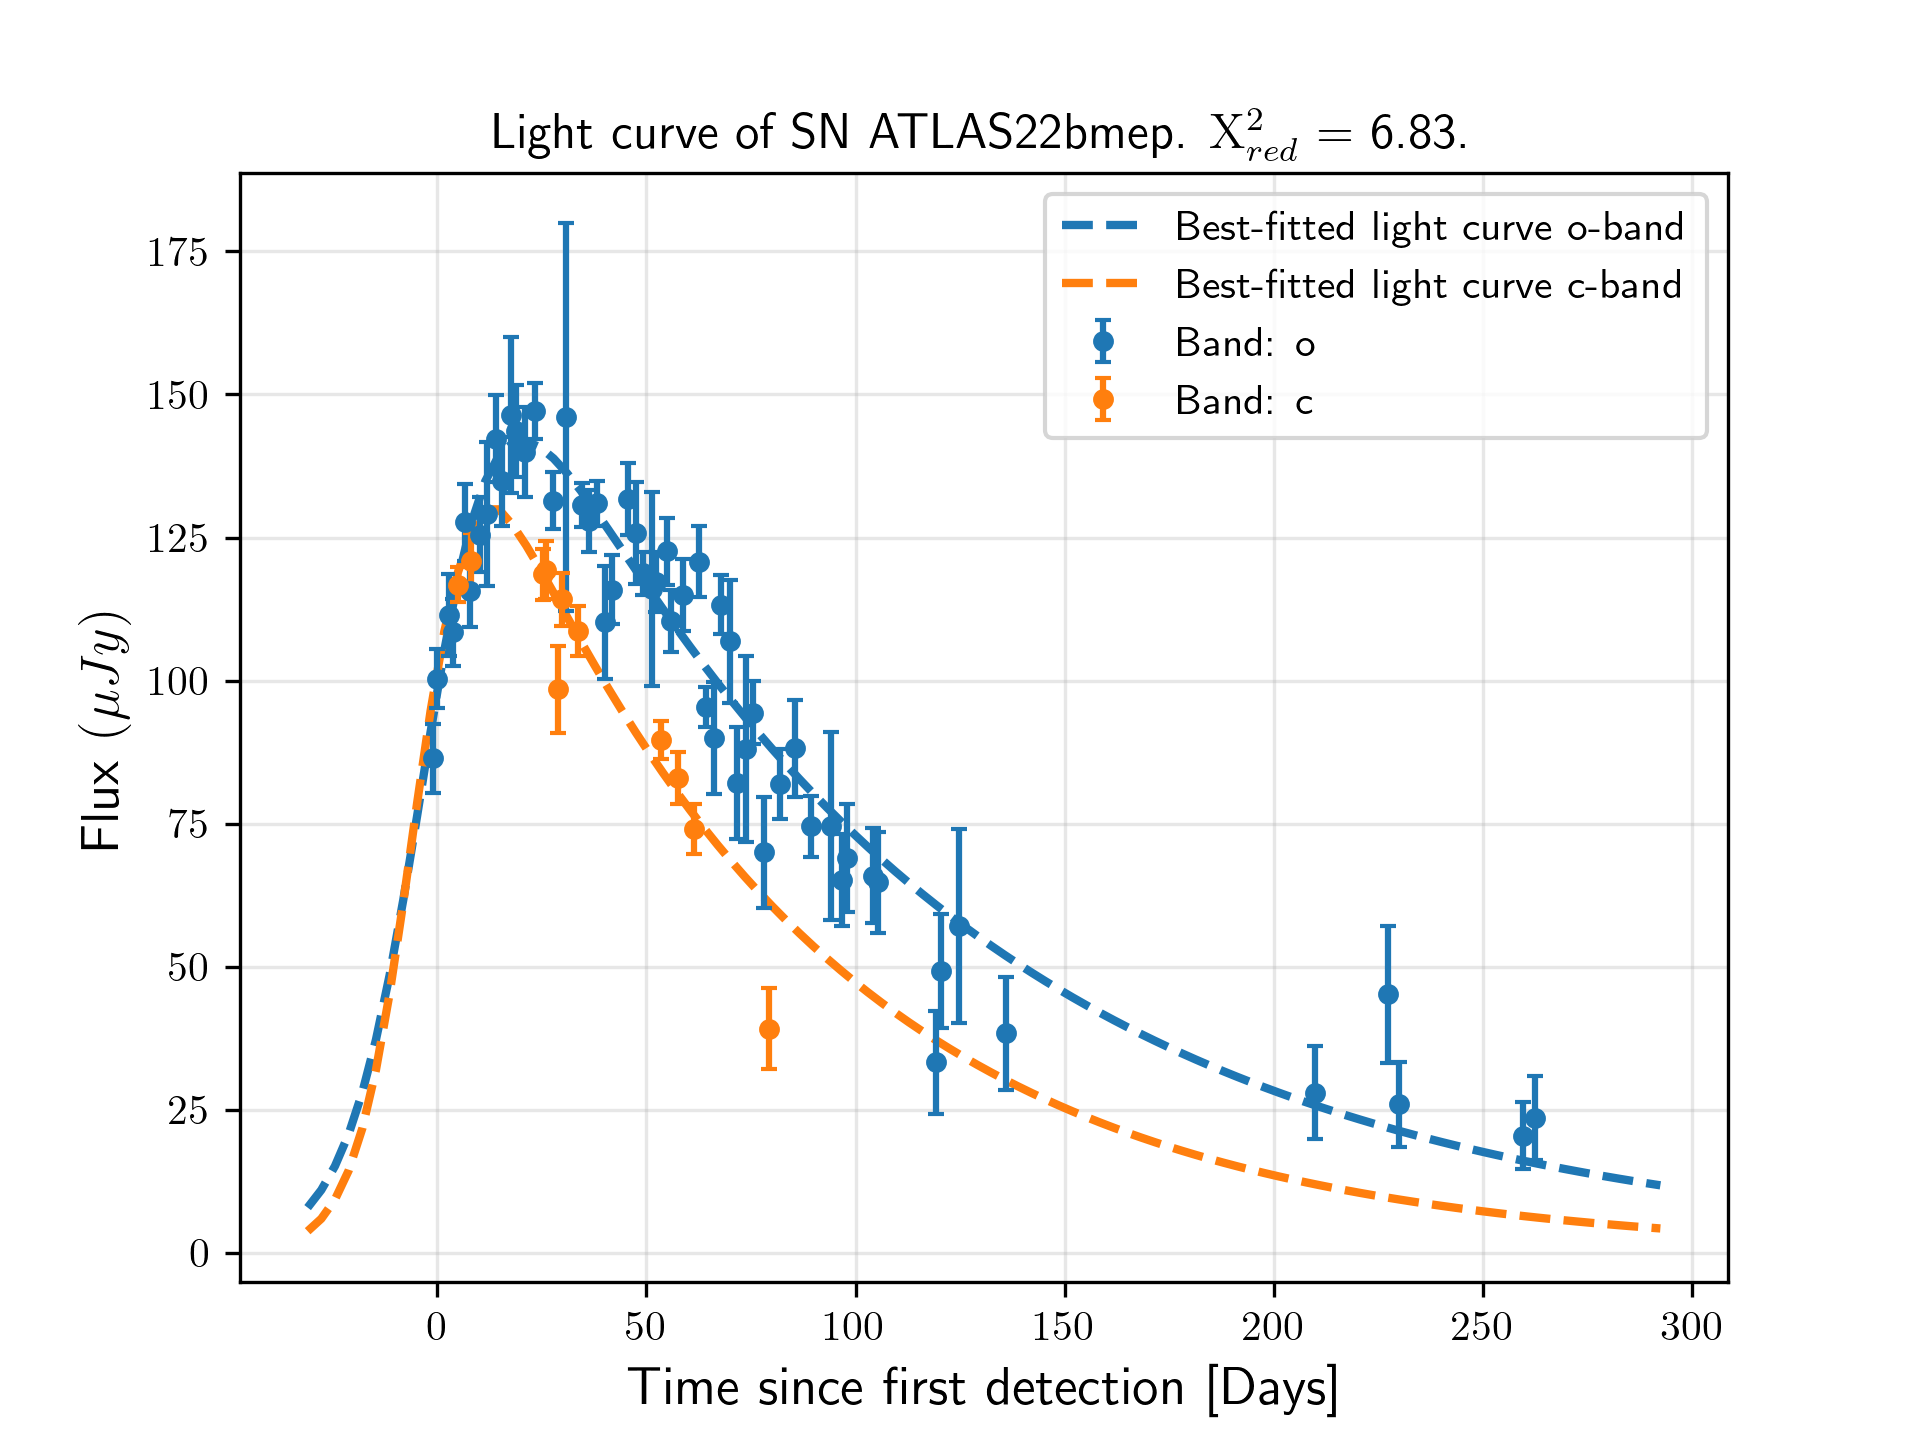 Light curve of SN ATLAS22bmep. X²_red = 6.83.
Best-fitted light curve o-band
Best-fitted light curve c-band
Band: o
Band: c
Flux (μJy)
175
150
125
100
75
50
25
0
0 50 100 150 200 250 300
Time since first detection [Days]